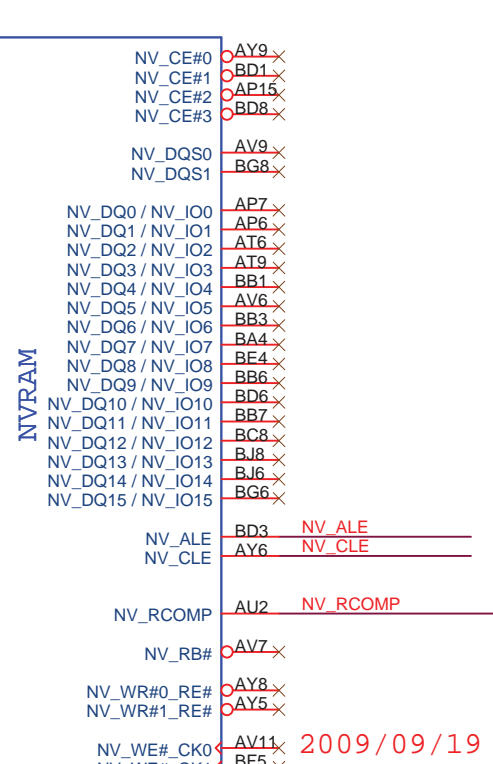 NV_CE#0 AY9
NV_CE#1 BD1
NV_CE#2 AP15
NV_CE#3 BD8
NV_DQS0 AV9
NV_DQS1 BG8
NV_DQ0 / NV_IO0 AP7
NV_DQ1 / NV_IO1 AP6
NV_DQ2 / NV_IO2 AT6
NV_DQ3 / NV_IO3 AT9
NV_DQ4 / NV_IO4 BB1
NV_DQ5 / NV_IO5 AV6
NV_DQ6 / NV_IO6 BB3
NV_DQ7 / NV_IO7 BA4
NV_DQ8 / NV_IO8 BE4
NV_DQ9 / NV_IO9 BB6
NV_DQ10 / NV_IO10 BD6
NV_DQ11 / NV_IO11 BB7
NV_DQ12 / NV_IO12 BC8
NV_DQ13 / NV_IO13 BJ8
NV_DQ14 / NV_IO14 BJ6
NV_DQ15 / NV_IO15 BG6
NVRAM
NV_ALE BD3 NV_ALE
NV_CLE AY6 NV_CLE
NV_RCOMP AU2 NV_RCOMP
NV_RB# AV7
NV_WR#0_RE# AY8
NV_WR#1_RE# AY5
NV_WE#_CK0 AV11 2009/09/19
NV_WE#_CK1 BF5